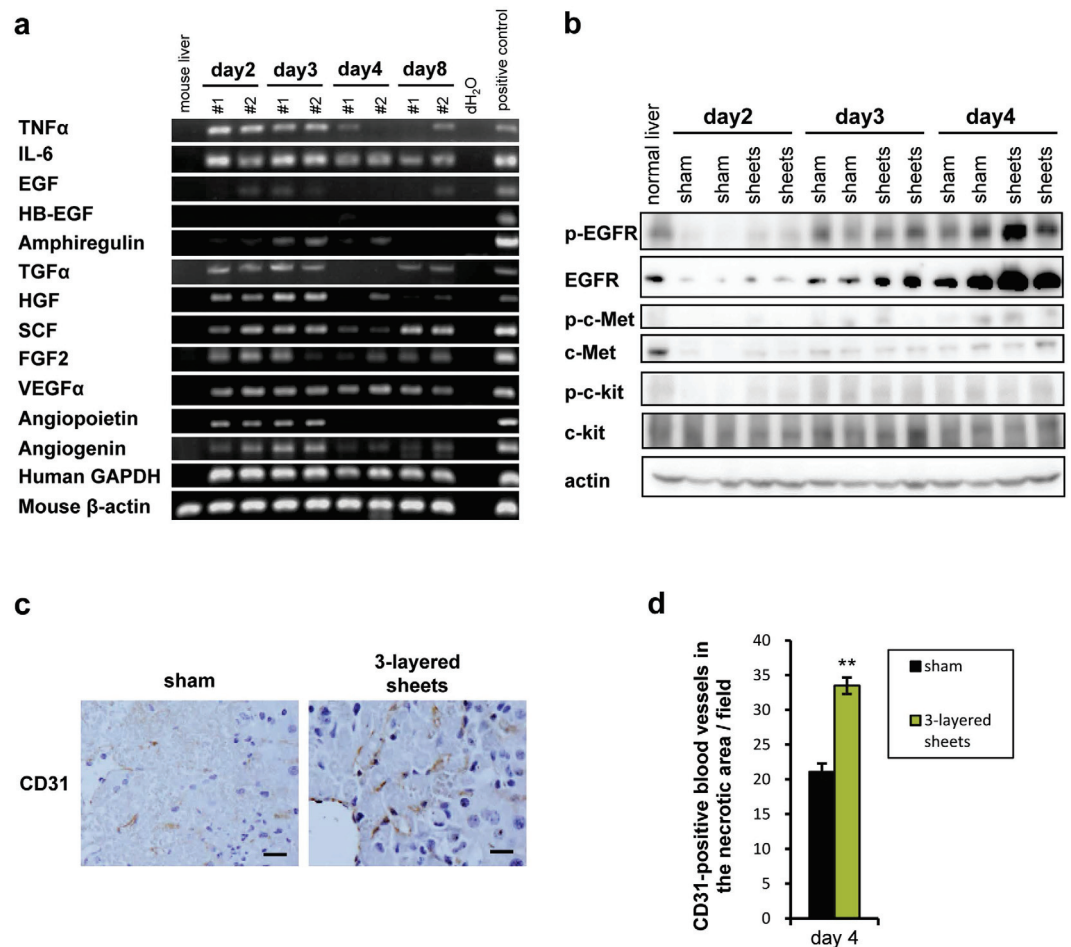 a
mouse liver
day2
day3
day4
day8
dH₂O
positive control
#1
#2
#1
#2
#1
#2
#1
#2
TNFα
IL-6
EGF
HB-EGF
Amphiregulin
TGFα
HGF
SCF
FGF2
VEGFα
Angiopoietin
Angiogenin
Human GAPDH
Mouse β-actin
b
normal liver
day2
day3
day4
sham
sham
sheets
sheets
sham
sham
sheets
sheets
sham
sham
sheets
sheets
p-EGFR
EGFR
p-c-Met
c-Met
p-c-kit
c-kit
actin
c
sham
3-layered
sheets
CD31
d
CD31-positive blood vessels in
the necrotic area / field
40
35
30
25
20
15
10
5
0
**
day 4
sham
3-layered
sheets